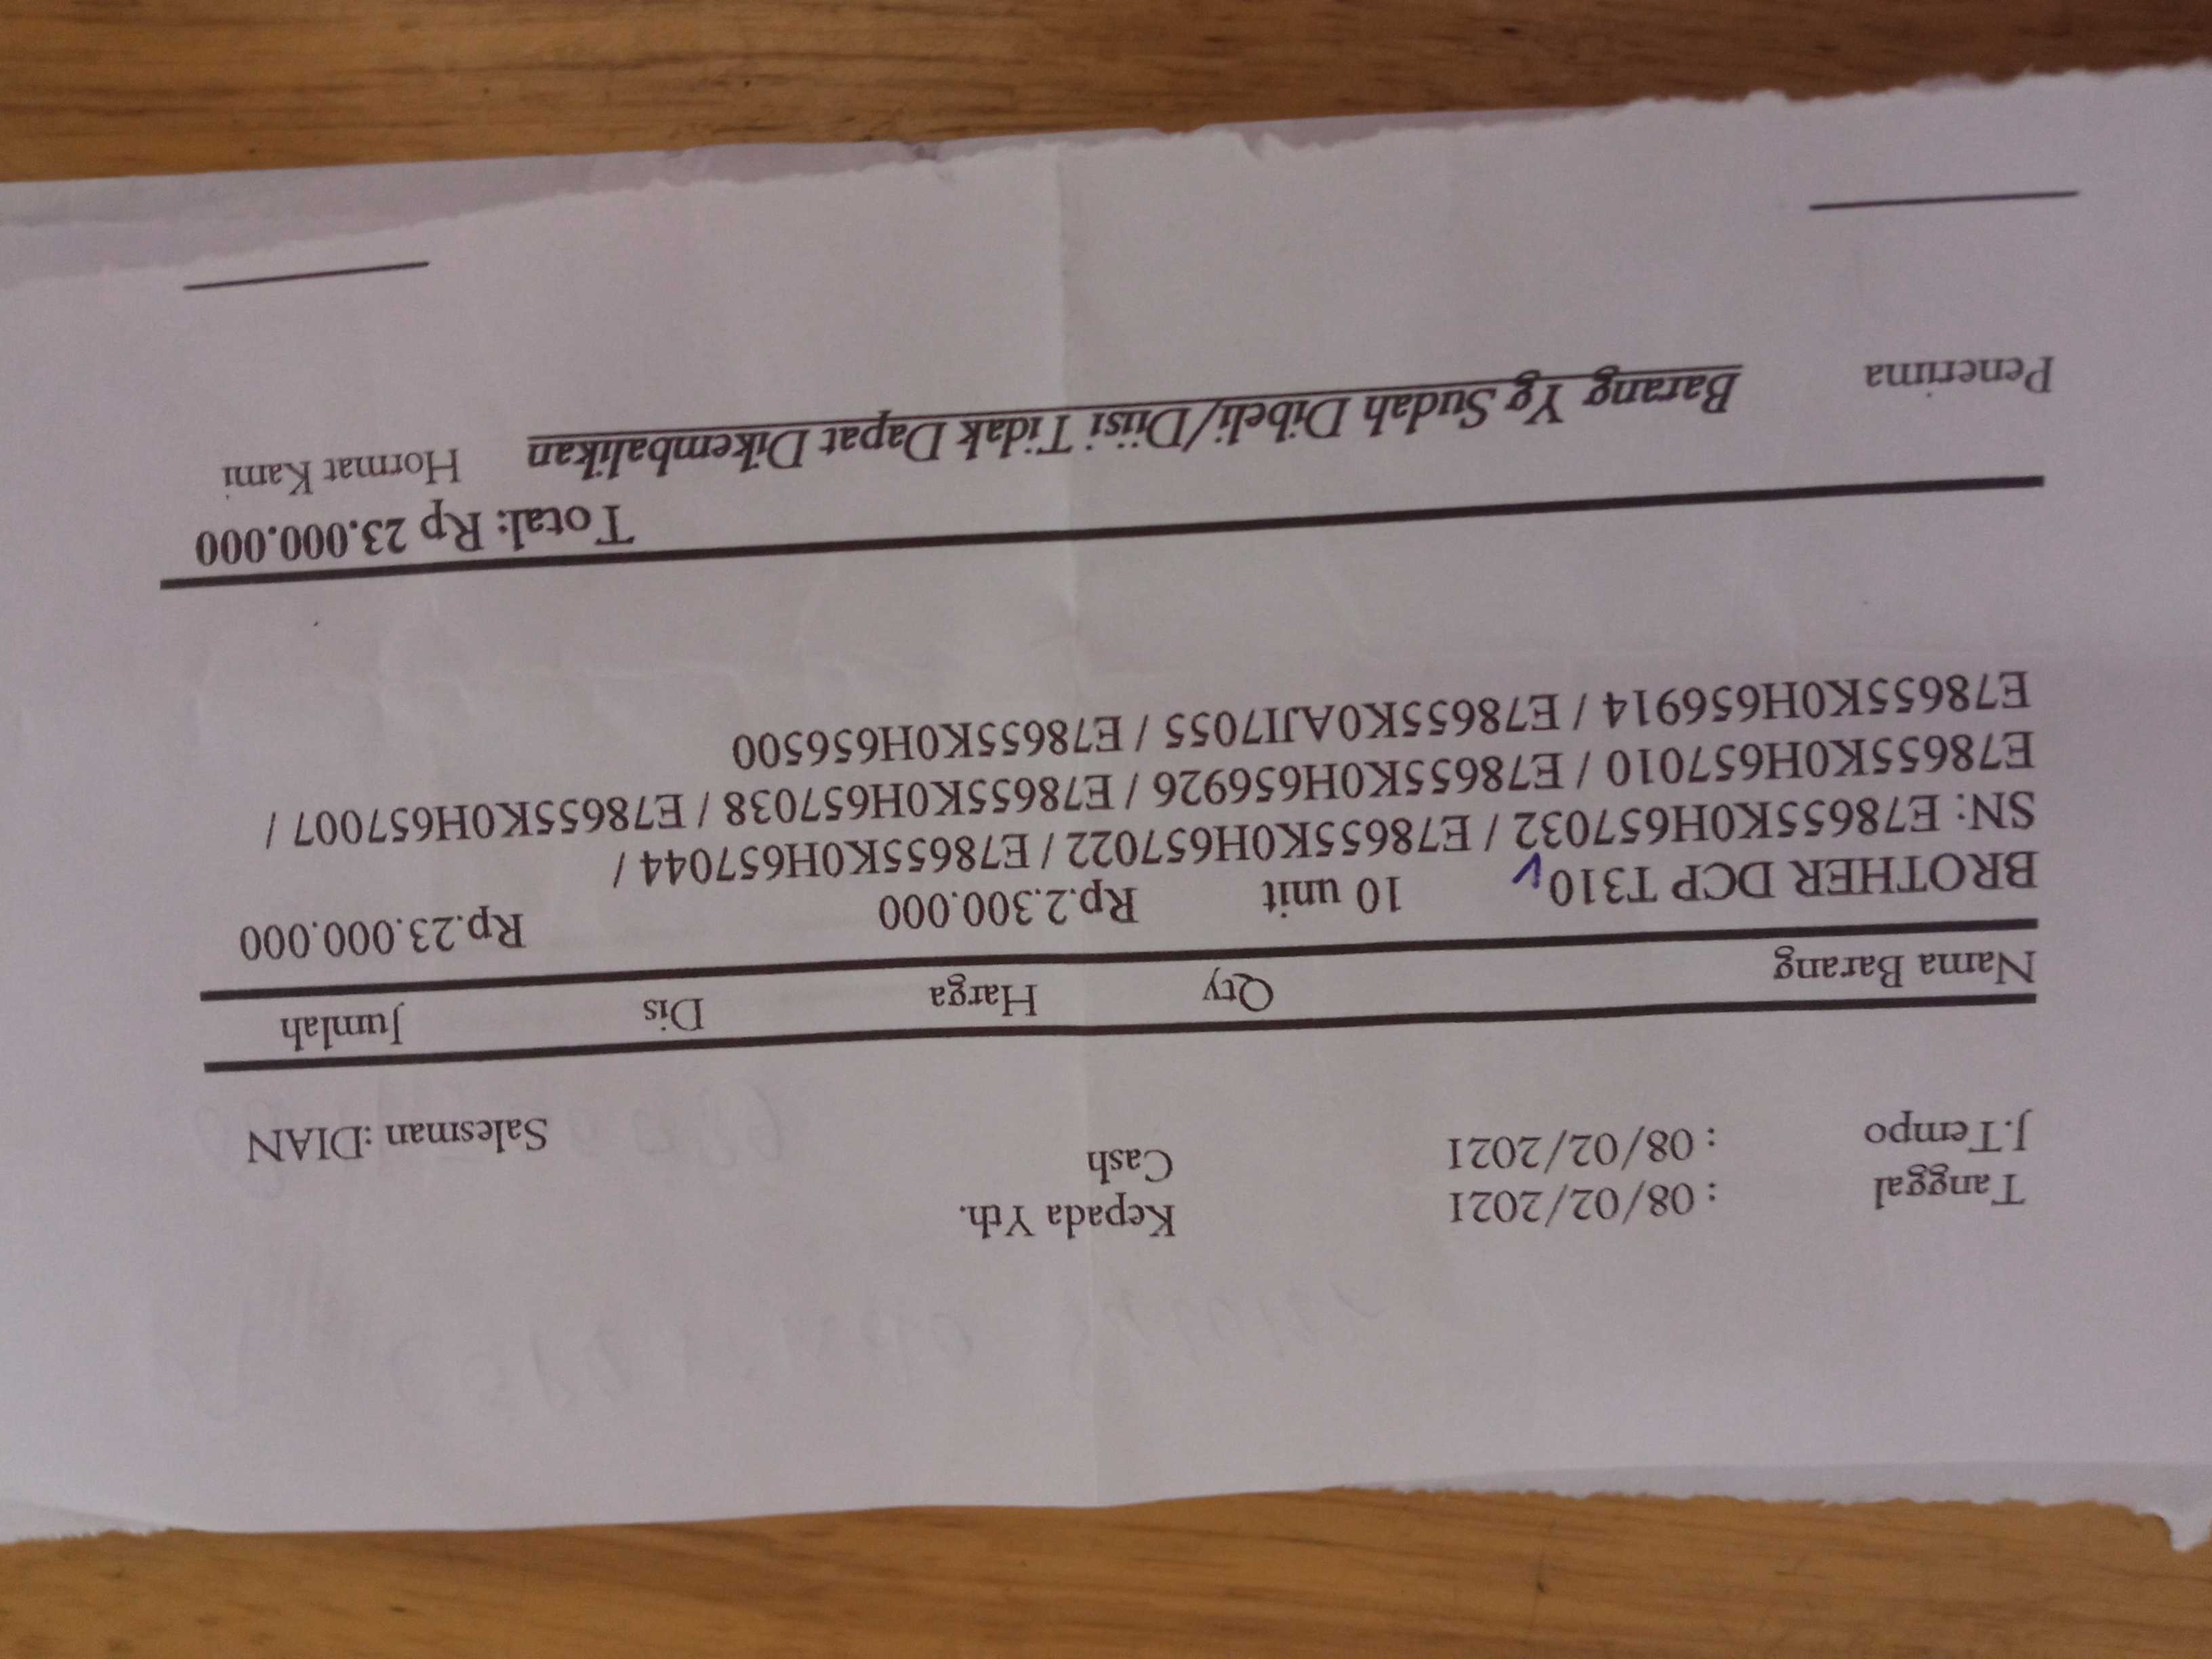 Tanggal : 08/02/2021 Kepada Yth.
J.Tempo : 08/02/2021 Cash Salesman :DIAN
Nama Barang Qty Harga Dis Jumlah
BROTHER DCP T310 10 unit Rp.2.300.000 Rp.23.000.000
SN: E78655K0H657032 / E78655K0H657022 / E78655K0H657044 /
E78655K0H657010 / E78655K0H656926 / E78655K0H657038 / E78655K0H657007 /
E78655K0H656914 / E78655K0AJI7055 / E78655K0H656500
Total: Rp 23.000.000
Penerima Barang Yg Sudah Dibeli/Diisi Tidak Dapat Dikembalikan Hormat Kami